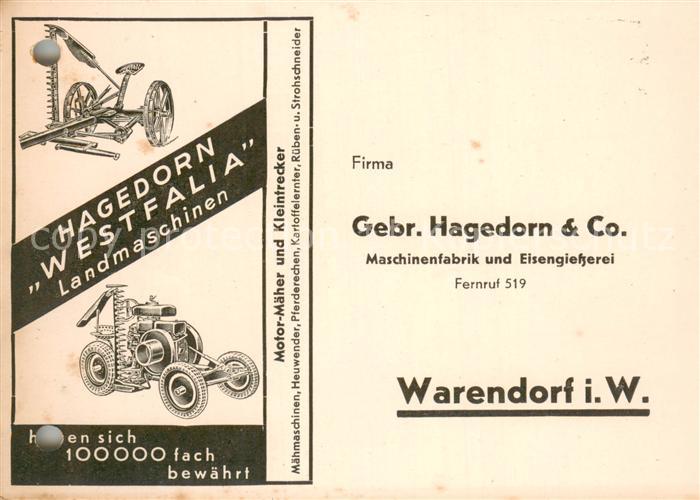 HAGEDORN
„WESTFALIA"
Landmaschinen
haben sich
100000 fach
bewährt
Motor-Mäher und Kleintrecker
Mähmaschinen, Heuwender, Pferderechen, Kartoffelernter, Rüben- u. Strohschneider
Firma
Gebr. Hagedorn & Co.
Maschinenfabrik und Eisengießerei
Fernruf 519
Warendorf i. W.